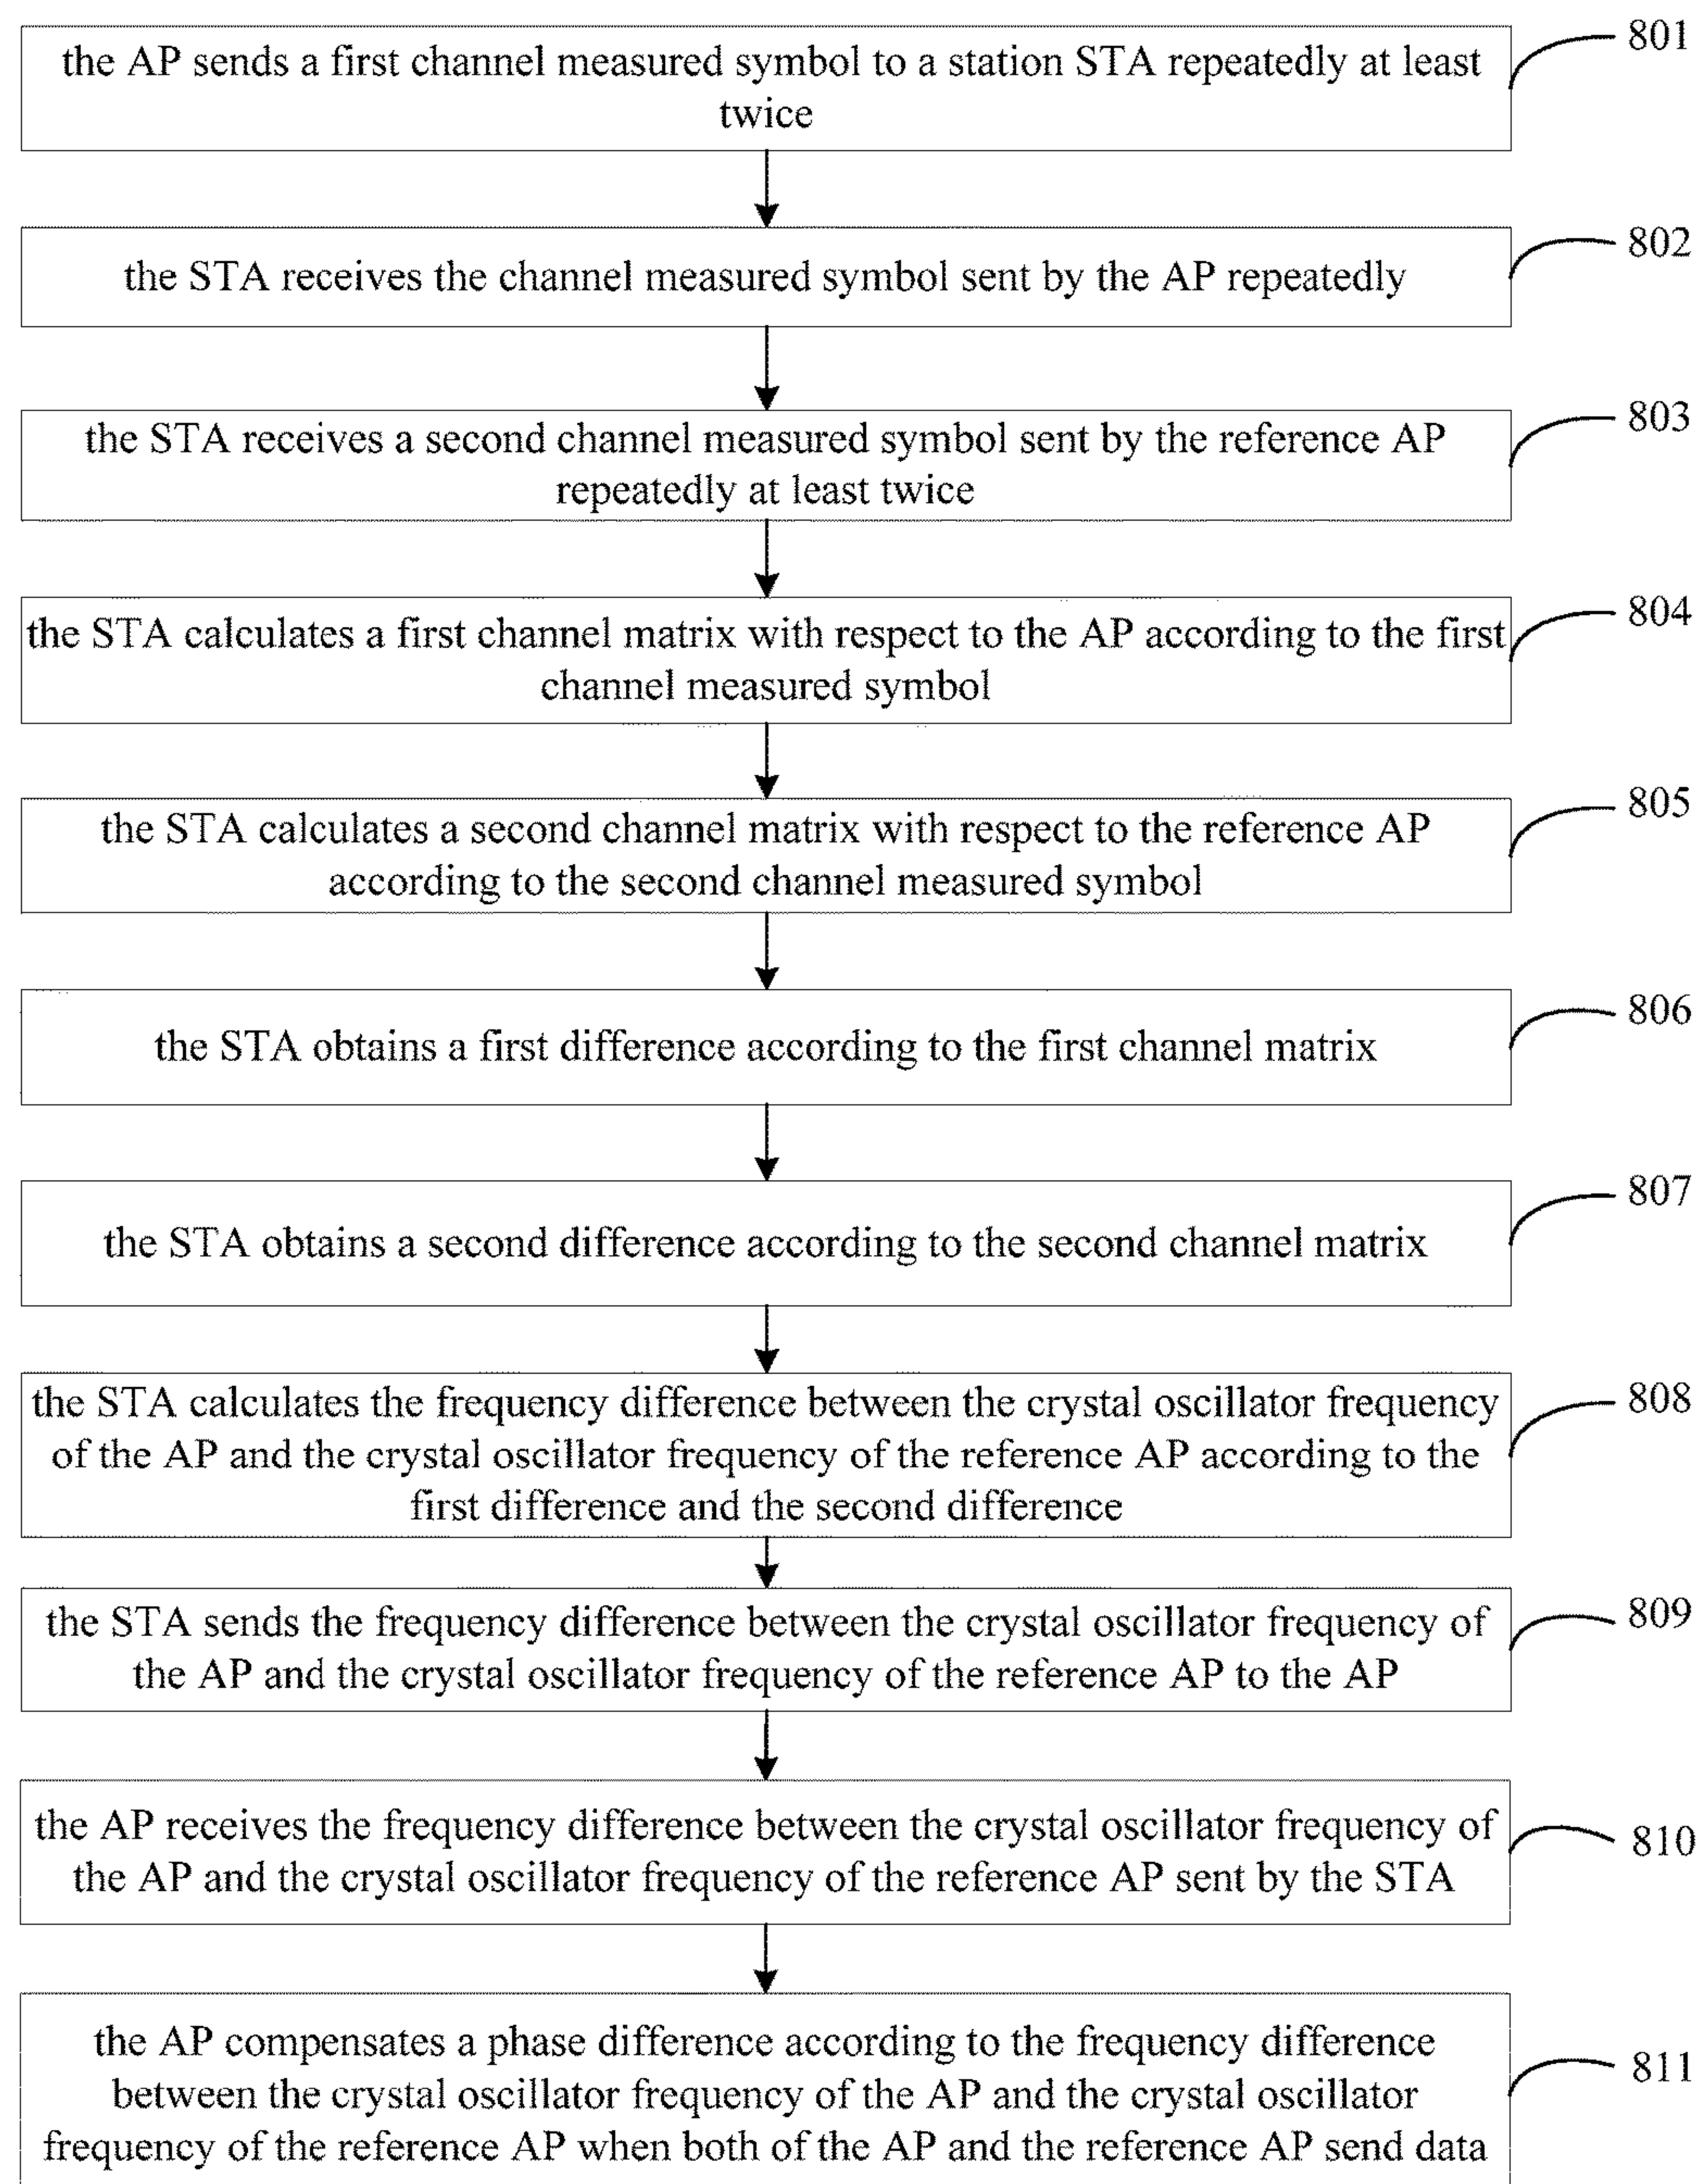 the AP sends a first channel measured symbol to a station STA repeatedly at least
twice
801
the STA receives the channel measured symbol sent by the AP repeatedly
802
the STA receives a second channel measured symbol sent by the reference AP
repeatedly at least twice
803
the STA calculates a first channel matrix with respect to the AP according to the first
channel measured symbol
804
the STA calculates a second channel matrix with respect to the reference AP
according to the second channel measured symbol
805
the STA obtains a first difference according to the first channel matrix
806
the STA obtains a second difference according to the second channel matrix
807
the STA calculates the frequency difference between the crystal oscillator frequency
of the AP and the crystal oscillator frequency of the reference AP according to the
first difference and the second difference
808
the STA sends the frequency difference between the crystal oscillator frequency of
the AP and the crystal oscillator frequency of the reference AP to the AP
809
the AP receives the frequency difference between the crystal oscillator frequency of
the AP and the crystal oscillator frequency of the reference AP sent by the STA
810
the AP compensates a phase difference according to the frequency difference
between the crystal oscillator frequency of the AP and the crystal oscillator
frequency of the reference AP when both of the AP and the reference AP send data
811